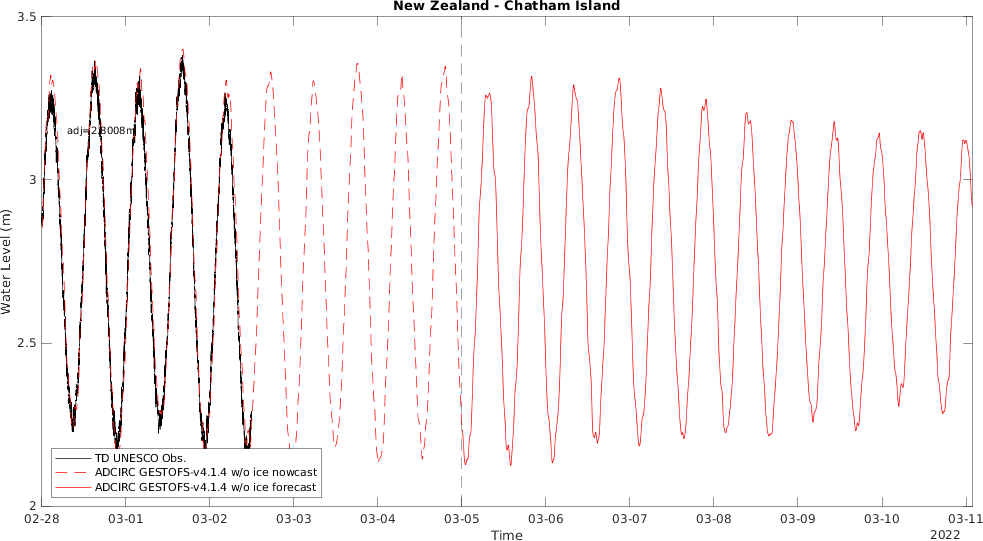 New Zealand - Chatham Island
3.5
3
2.5
2
Water Level (m)
adj=2.8008m
TD UNESCO Obs.
ADCIRC GESTOFS-v4.1.4 w/o ice nowcast
ADCIRC GESTOFS-v4.1.4 w/o ice forecast
02-28 03-01 03-02 03-03 03-04 03-05 03-06 03-07 03-08 03-09 03-10 03-11
Time
2022